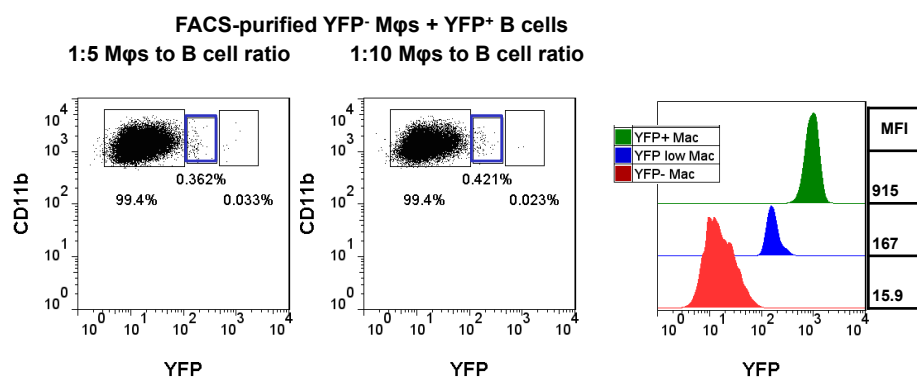 FACS-purified YFP⁻ Mφs + YFP⁺ B cells
1:5 Mφs to B cell ratio
1:10 Mφs to B cell ratio
CD11b
10⁴
10³
10²
10¹
10⁰
99.4%
0.362%
0.033%
10⁰ 10¹ 10² 10³ 10⁴
YFP
CD11b
10⁴
10³
10²
10¹
10⁰
99.4%
0.421%
0.023%
10⁰ 10¹ 10² 10³ 10⁴
YFP
YFP+ Mac
YFP low Mac
YFP- Mac
10⁰ 10¹ 10² 10³ 10⁴
YFP
MFI
915
167
15.9